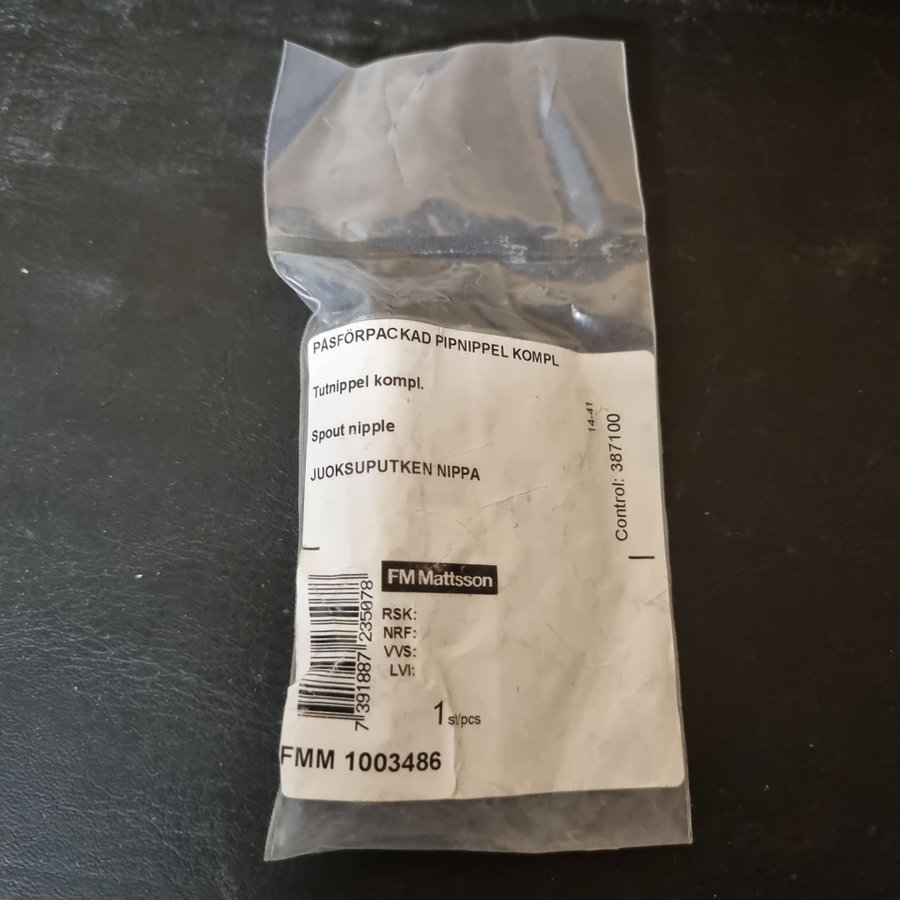 PÅSFÖRPACKAD PIPNIPPEL KOMPL
Tutnippel kompl.
Spout nipple
JUOKSUPUTKEN NIPPA
14-41
Control: 387100
FM Mattsson
RSK:
NRF:
VVS:
LVI:
7 391887 235078
1 st/pcs
FMM 1003486